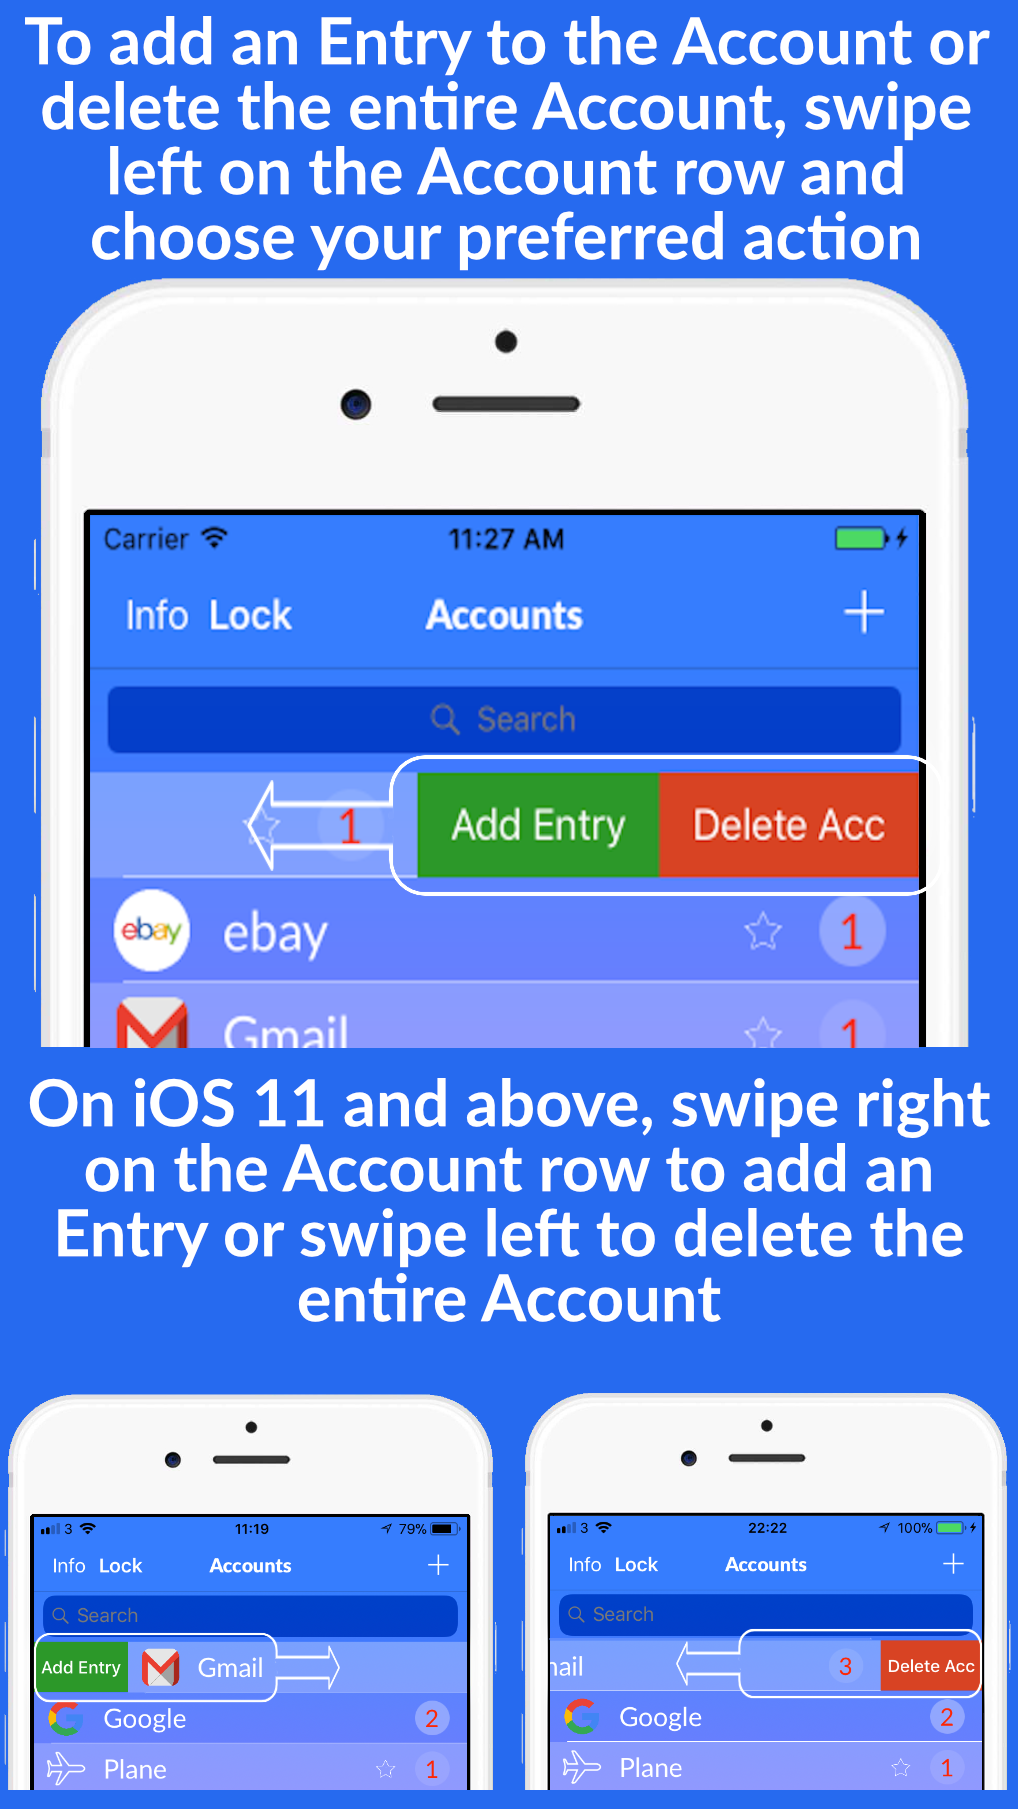 To add an Entry to the Account or
delete the entire Account, swipe
left on the Account row and
choose your preferred action
Carrier 11:27 AM
Info Lock Accounts +
Search
1 Add Entry Delete Acc
ebay ebay 1
Gmail 1
On iOS 11 and above, swipe right
on the Account row to add an
Entry or swipe left to delete the
entire Account
3 11:19 79%
Info Lock Accounts +
Search
Add Entry Gmail
Google 2
Plane 1
3 22:22 100%
Info Lock Accounts +
Search
ail 3 Delete Acc
Google 2
Plane 1